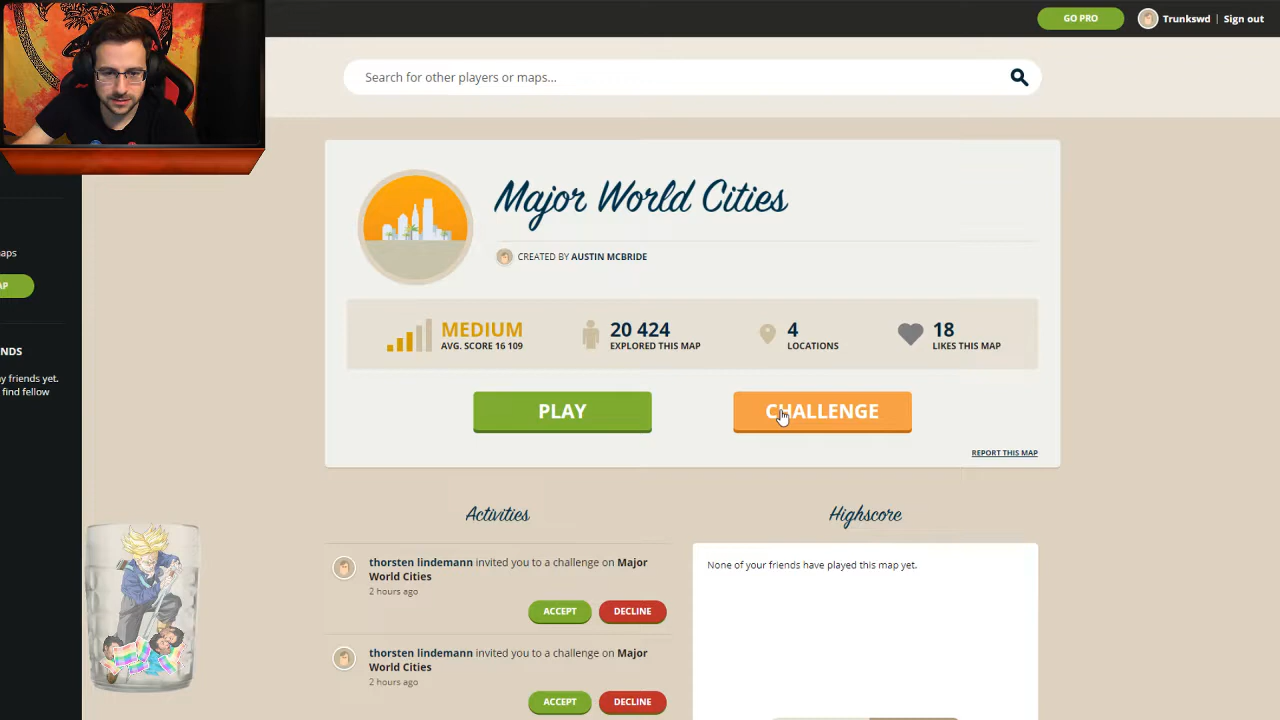 GO PRO
Trunkswd | Sign out
Search for other players or maps...
Major World Cities
CREATED BY AUSTIN MCBRIDE
MEDIUM
AVG. SCORE 16 109
20 424
EXPLORED THIS MAP
4
LOCATIONS
18
LIKES THIS MAP
PLAY
CHALLENGE
REPORT THIS MAP
aps
AP
NDS
y friends yet.
find fellow
Activities
thorsten lindemann invited you to a challenge on Major
World Cities
2 hours ago
ACCEPT
DECLINE
thorsten lindemann invited you to a challenge on Major
World Cities
2 hours ago
ACCEPT
DECLINE
Highscore
None of your friends have played this map yet.